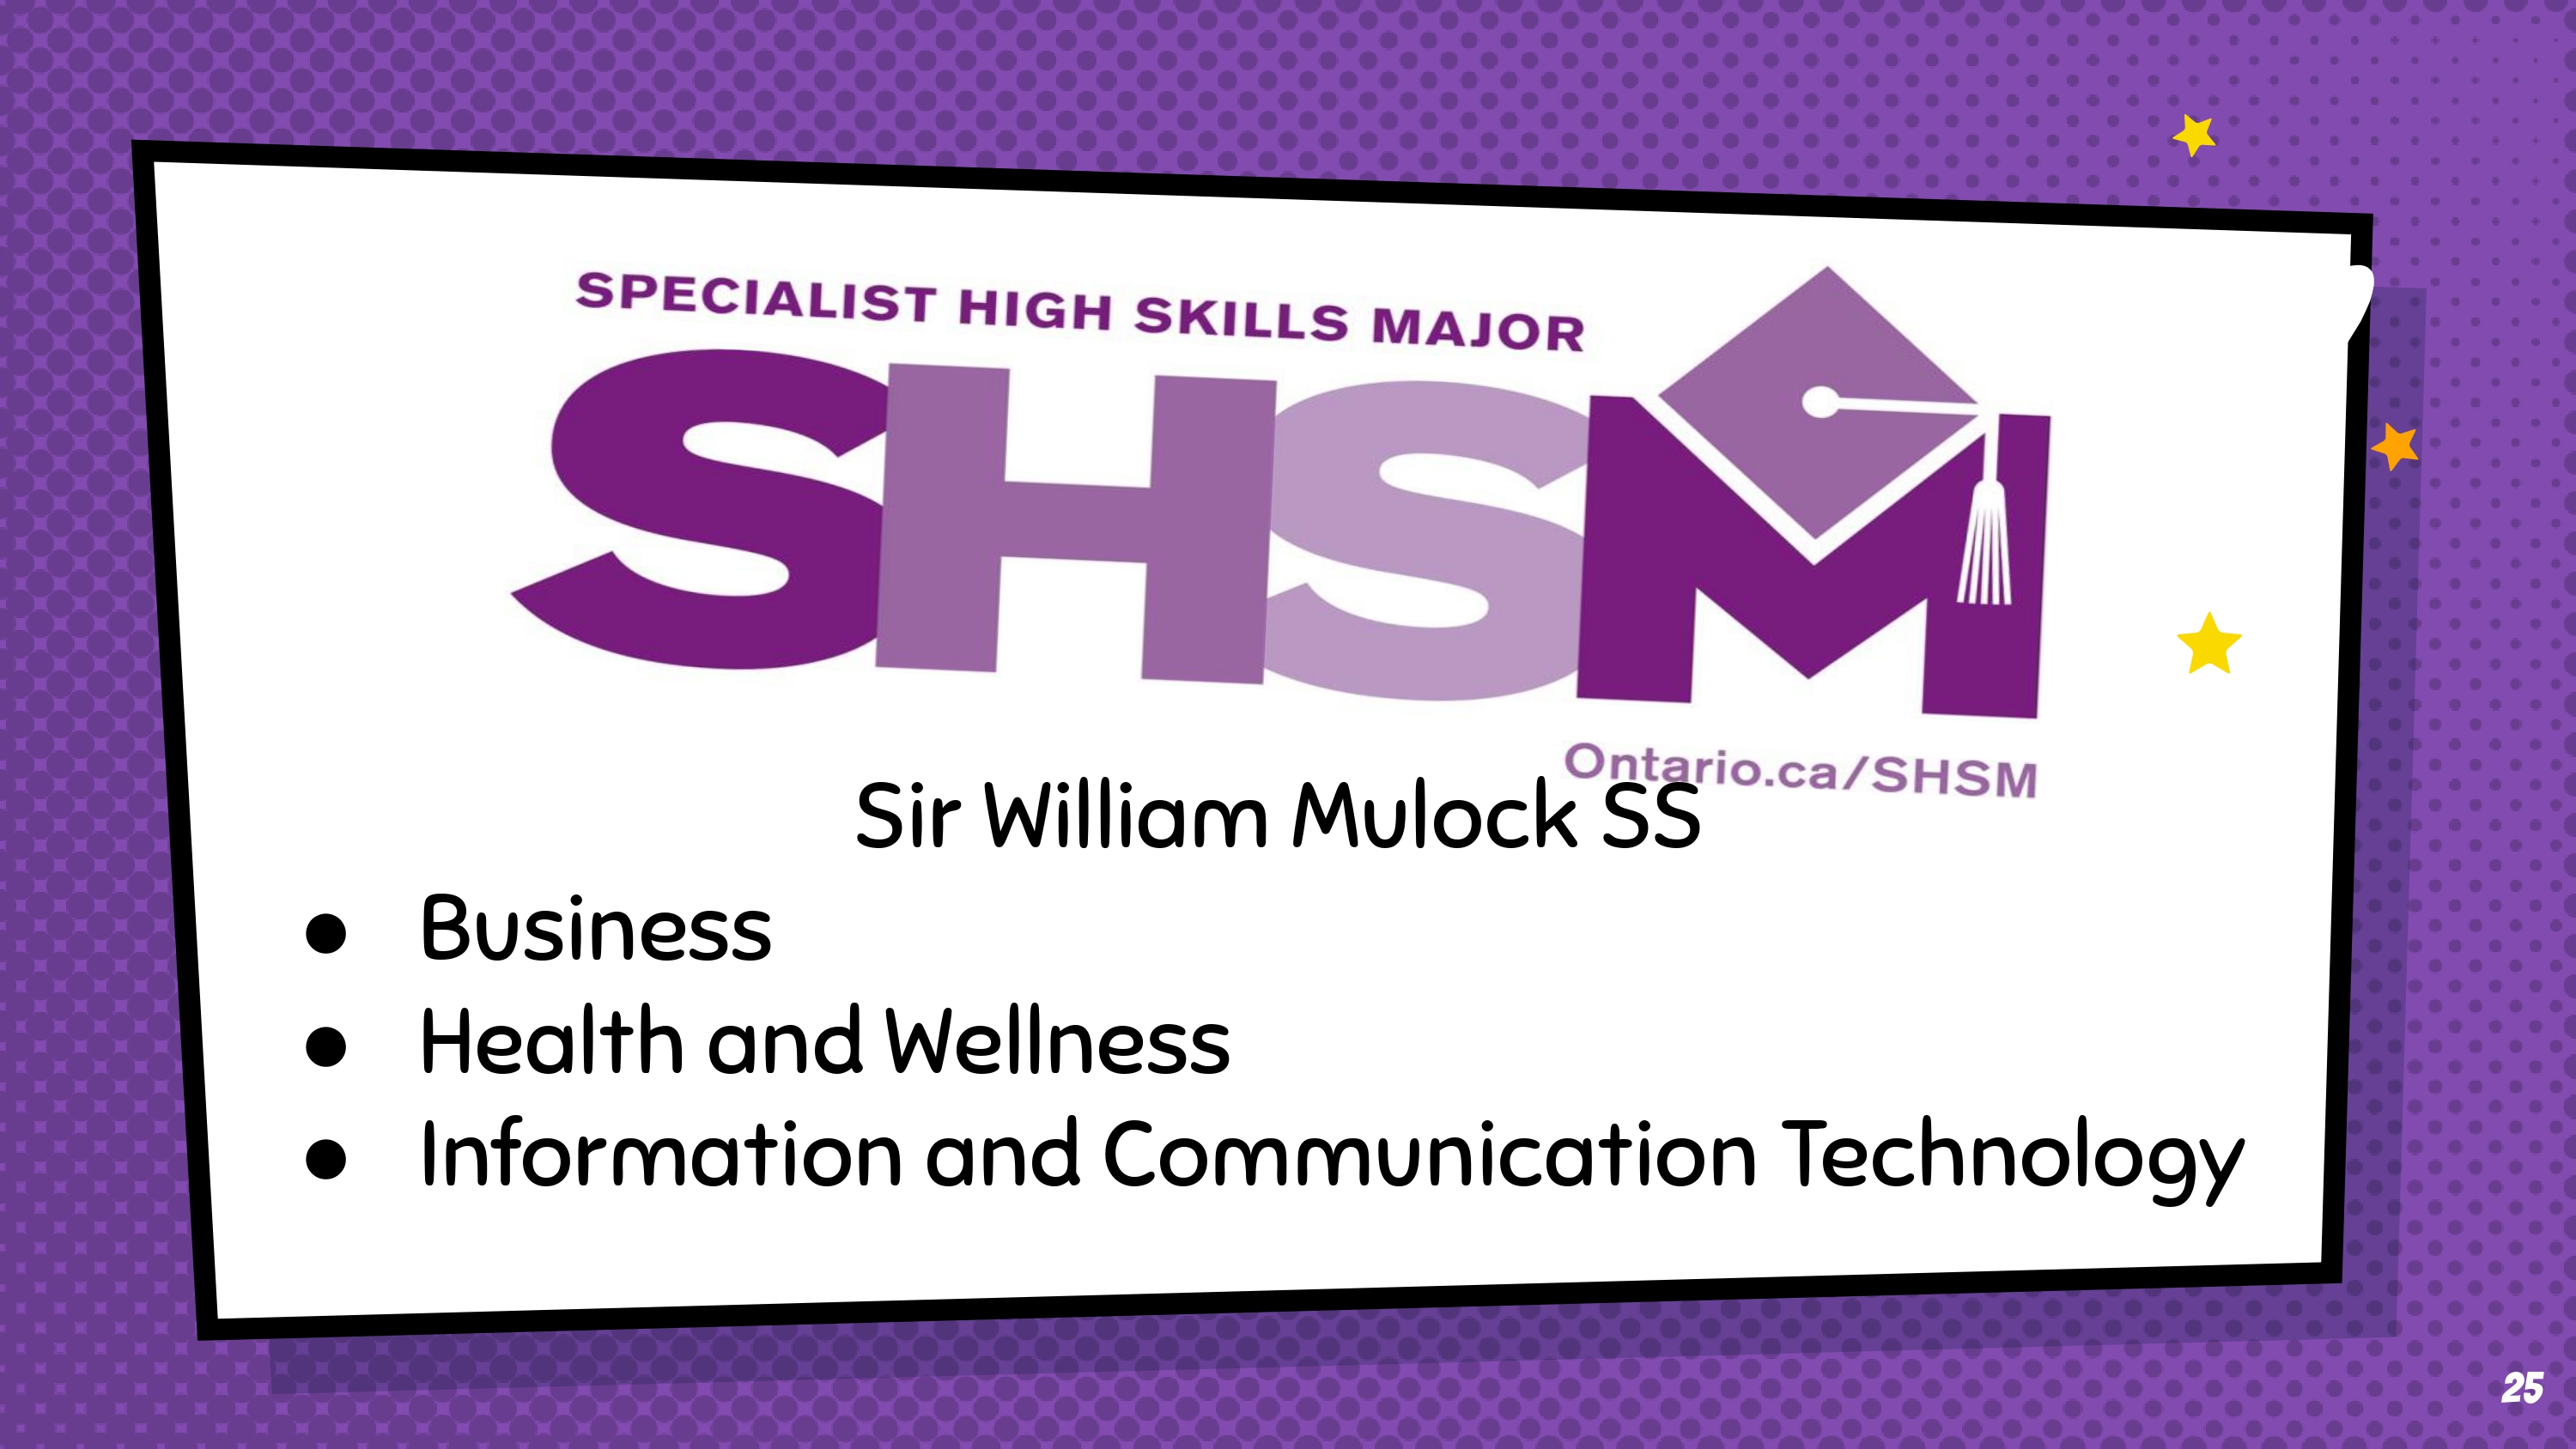 SPECIALIST HIGH SKILLS MAJOR
SHSM
Ontario.ca/SHSM
Sir William Mulock SS
● Business
● Health and Wellness
● Information and Communication Technology
25